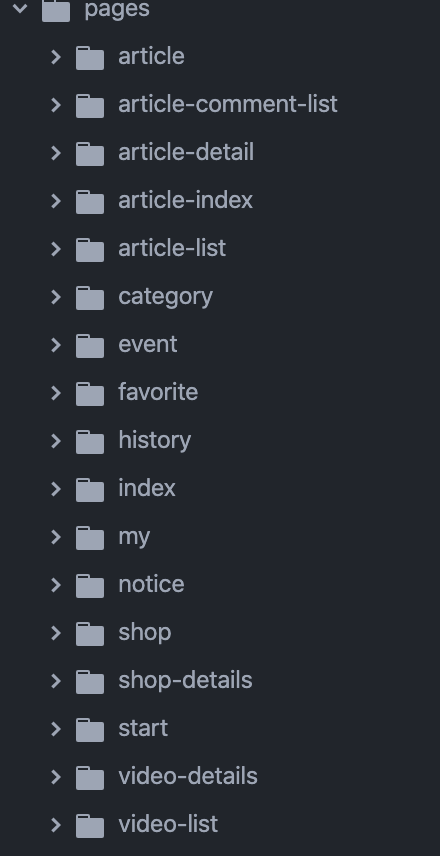 pages
article
article-comment-list
article-detail
article-index
article-list
category
event
favorite
history
index
my
notice
shop
shop-details
start
video-details
video-list